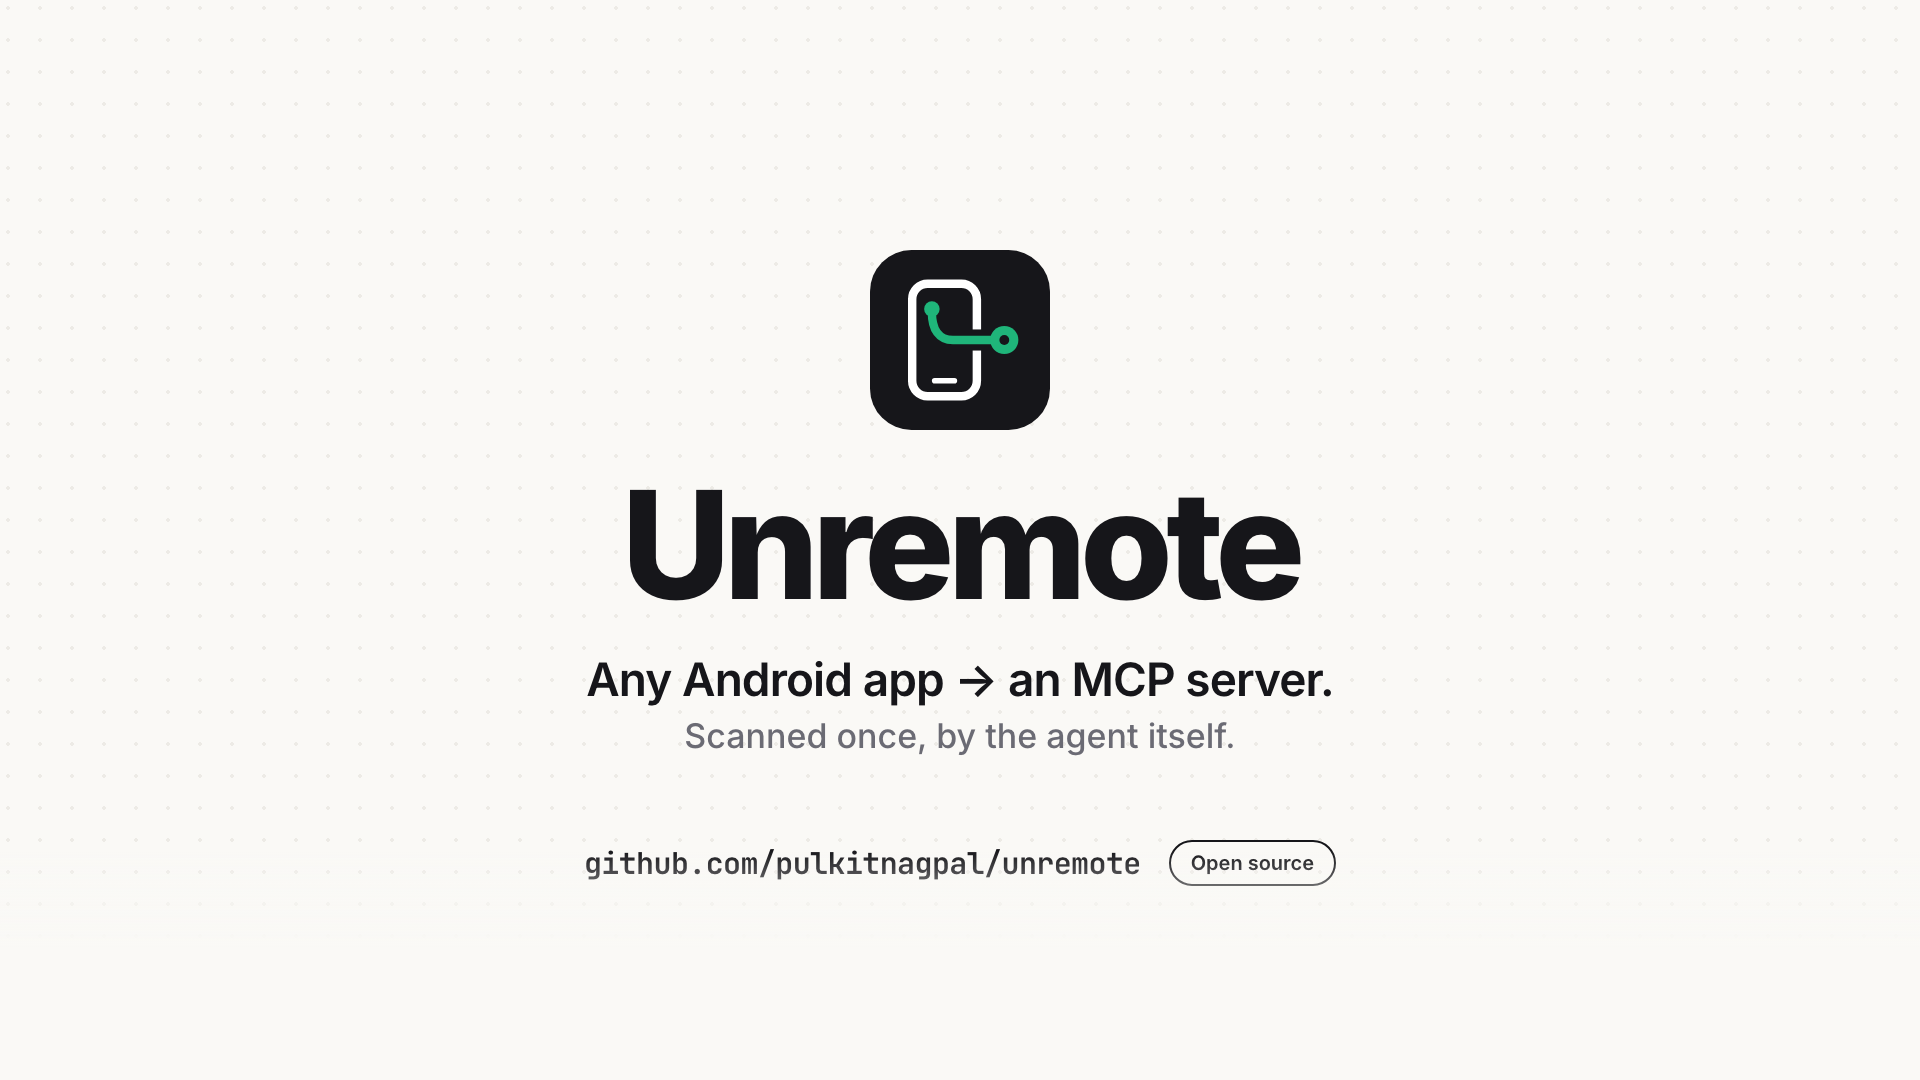 Unremote
Any Android app → an MCP server.
Scanned once, by the agent itself.
github.com/pulkitnagpal/unremote
Open source